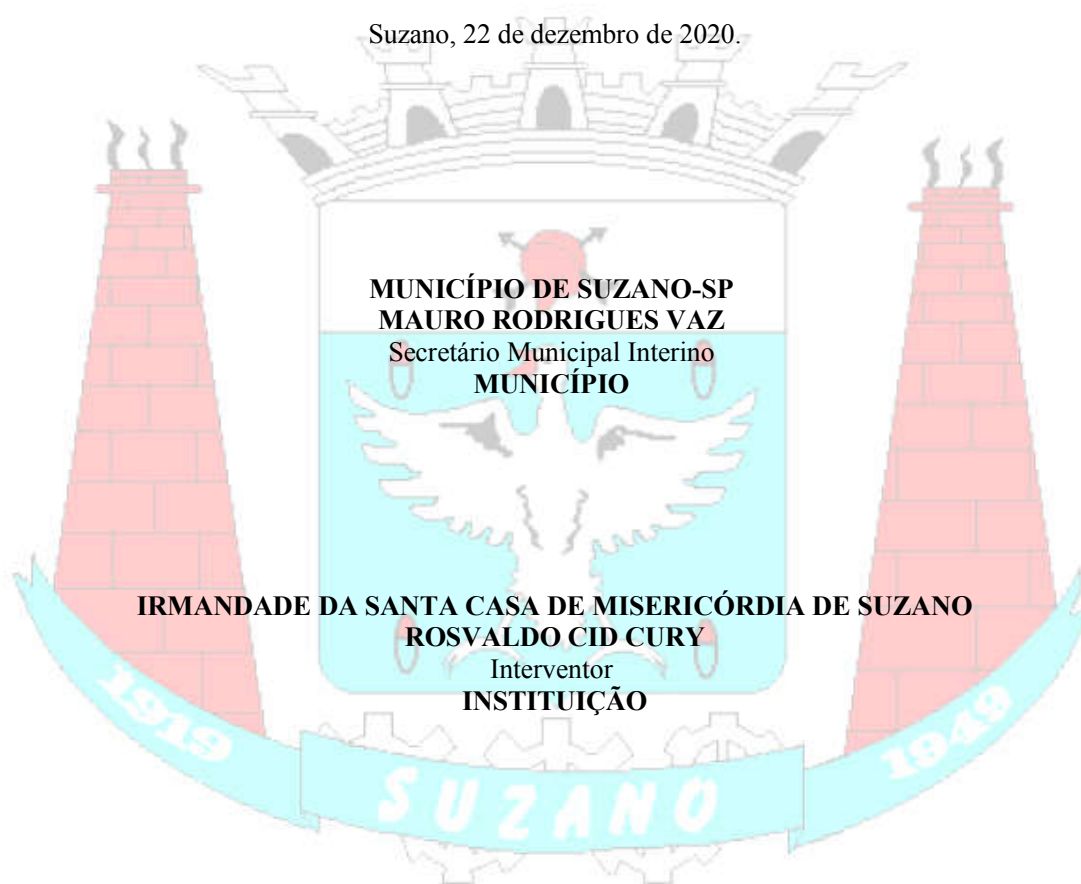 Suzano, 22 de dezembro de 2020.
MUNICÍPIO DE SUZANO-SP
MAURO RODRIGUES VAZ
Secretário Municipal Interino
MUNICÍPIO
IRMANDADE DA SANTA CASA DE MISERICÓRDIA DE SUZANO
ROSVALDO CID CURY
Interventor
INSTITUIÇÃO
1919
SUZANO
1949